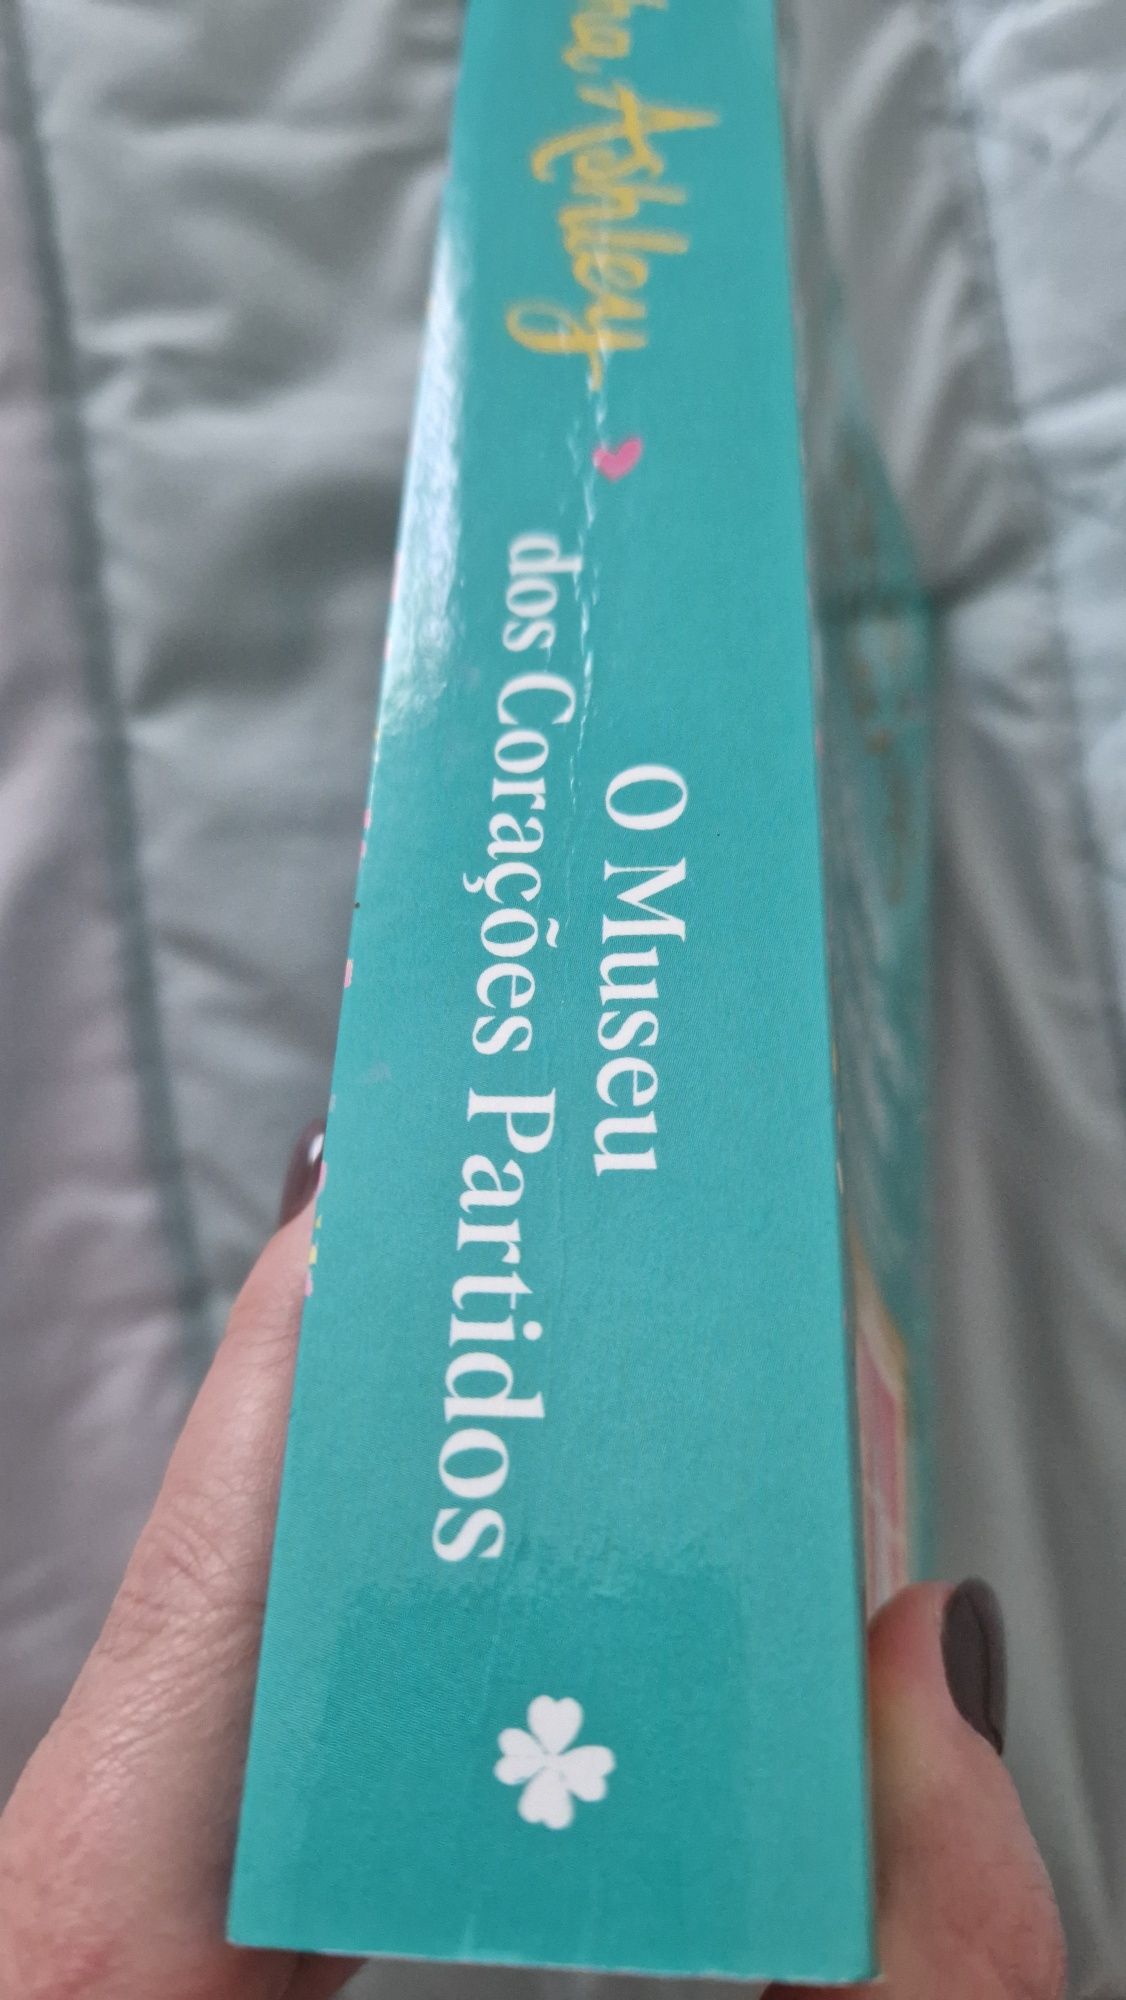 Ashley
O Museu
dos Corações Partidos